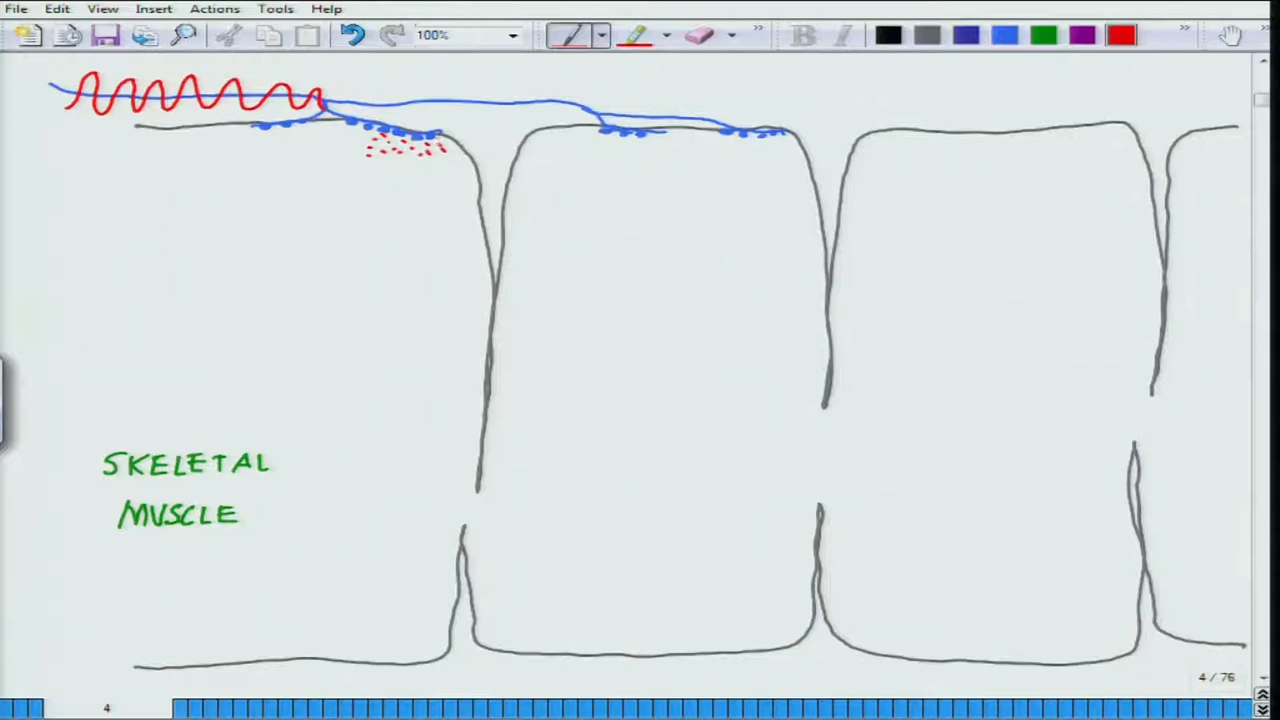 File Edit View Insert Actions Tools Help
100%
B I
SKELETAL
MUSCLE
4 / 76
4